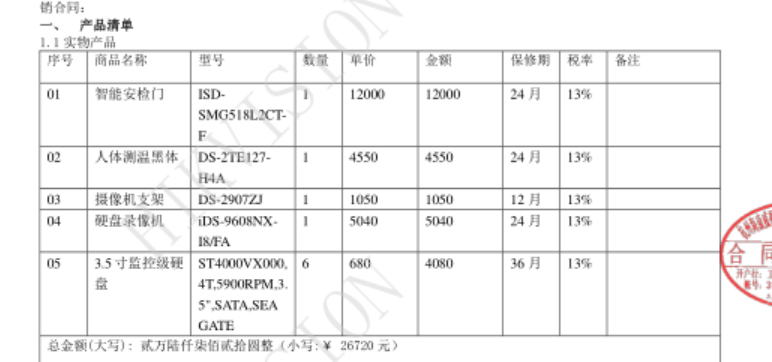 销合同:
一、 产品清单
1.1 实物产品
序号 商品名称 型号 数量 单价 金额 保修期 税率 备注
01 智能安检门 ISD- 1 12000 12000 24 月 13%
SMG518L2CT-
F
02 人体测温黑体 DS-2TE127- 1 4550 4550 24 月 13%
H4A
03 摄像机支架 DS-2907ZJ 1 1050 1050 12 月 13%
04 硬盘录像机 iDS-9608NX- 1 5040 5040 24 月 13%
I8/FA
05 3.5 寸监控级硬 ST4000VX000, 6 680 4080 36 月 13%
盘 4T,5900RPM,3.
5",SATA,SEA
GATE
总金额(大写): 贰万陆仟柒佰贰拾圆整(小写:¥ 26720 元)
HIKVISION
合同